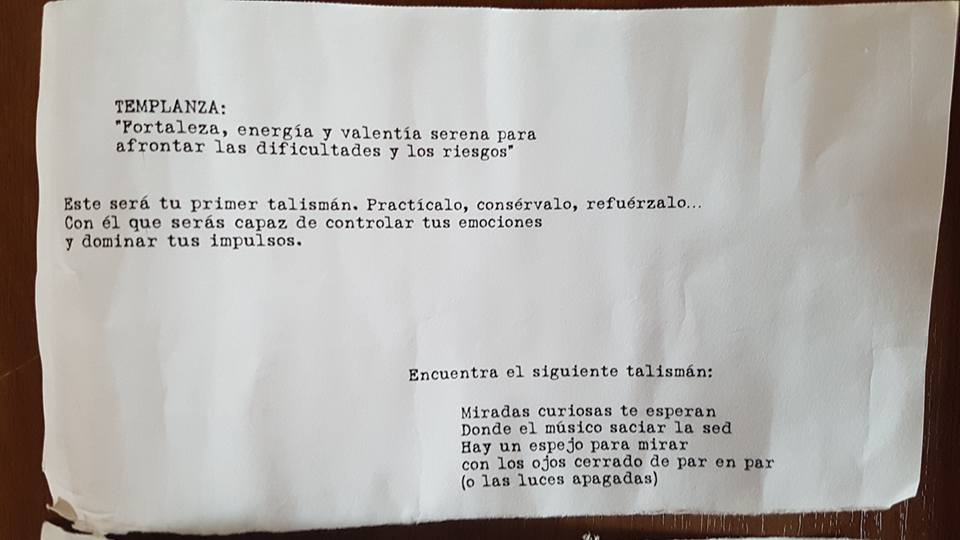 TEMPLANZA:
"Fortaleza, energía y valentía serena para
afrontar las dificultades y los riesgos"
Este será tu primer talismán. Practícalo, consérvalo, refuérzalo...
Con él que serás capaz de controlar tus emociones
y dominar tus impulsos.
Encuentra el siguiente talismán:
Miradas curiosas te esperan
Donde el músico saciar la sed
Hay un espejo para mirar
con los ojos cerrado de par en par
(o las luces apagadas)